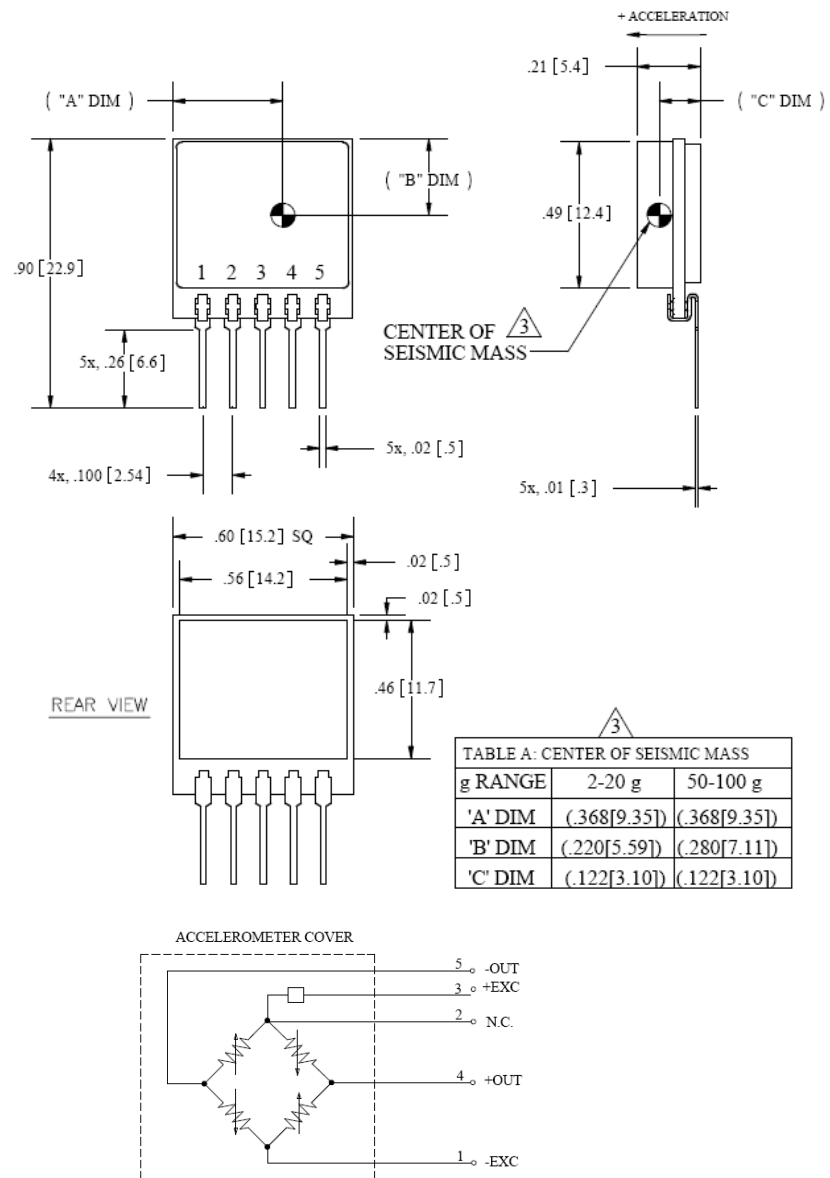 + ACCELERATION
.21 [5.4]
( "A" DIM )
( "C" DIM )
( "B" DIM )
.49 [12.4]
.90 [22.9]
1 2 3 4 5
CENTER OF 3
SEISMIC MASS
5x, .26 [6.6]
5x, .02 [.5]
4x, .100 [2.54]
5x, .01 [.3]
.60 [15.2] SQ
.02 [.5]
.56 [14.2]
.02 [.5]
.46 [11.7]
REAR VIEW
3
TABLE A: CENTER OF SEISMIC MASS
g RANGE 2-20 g 50-100 g
'A' DIM (.368[9.35]) (.368[9.35])
'B' DIM (.220[5.59]) (.280[7.11])
'C' DIM (.122[3.10]) (.122[3.10])
ACCELEROMETER COVER
5 -OUT
3 +EXC
2 N.C.
4 +OUT
1 -EXC